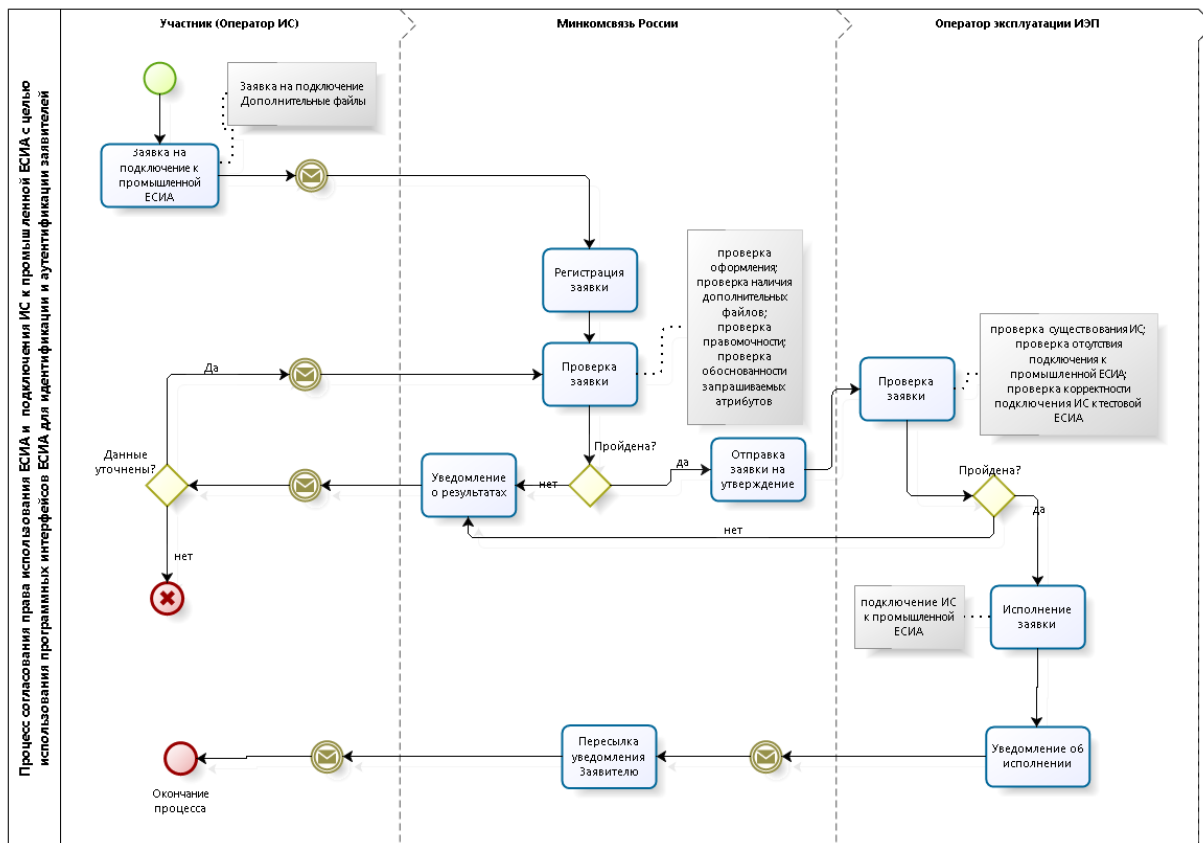 Процесс согласования права использования ЕСИА и подключения ИС к промышленной ЕСИА с целью
использования программных интерфейсов ЕСИА для идентификации и аутентификации заявителей
Участник (Оператор ИС)
Минкомсвязь России
Оператор эксплуатации ИЭП
Заявка на подключение
Дополнительные файлы
Заявка на
подключение к
промышленной
ЕСИА
Регистрация
заявки
проверка
оформления;
проверка наличия
дополнительных
файлов;
проверка
правомочности;
проверка
обоснованности
запрашиваемых
атрибутов
Проверка
заявки
проверка существования ИС;
проверка отсутствия
подключения к
промышленной ЕСИА;
проверка корректности
подключения ИС к тестовой
ЕСИА
Проверка
заявки
Да
Данные
уточнены?
нет
Уведомление
о результатах
нет
Пройдена?
да
Отправка
заявки на
утверждение
Пройдена?
да
нет
подключение ИС
к промышленной
ЕСИА
Исполнение
заявки
Уведомление об
исполнении
Пересылка
уведомления
Заявителю
Окончание
процесса